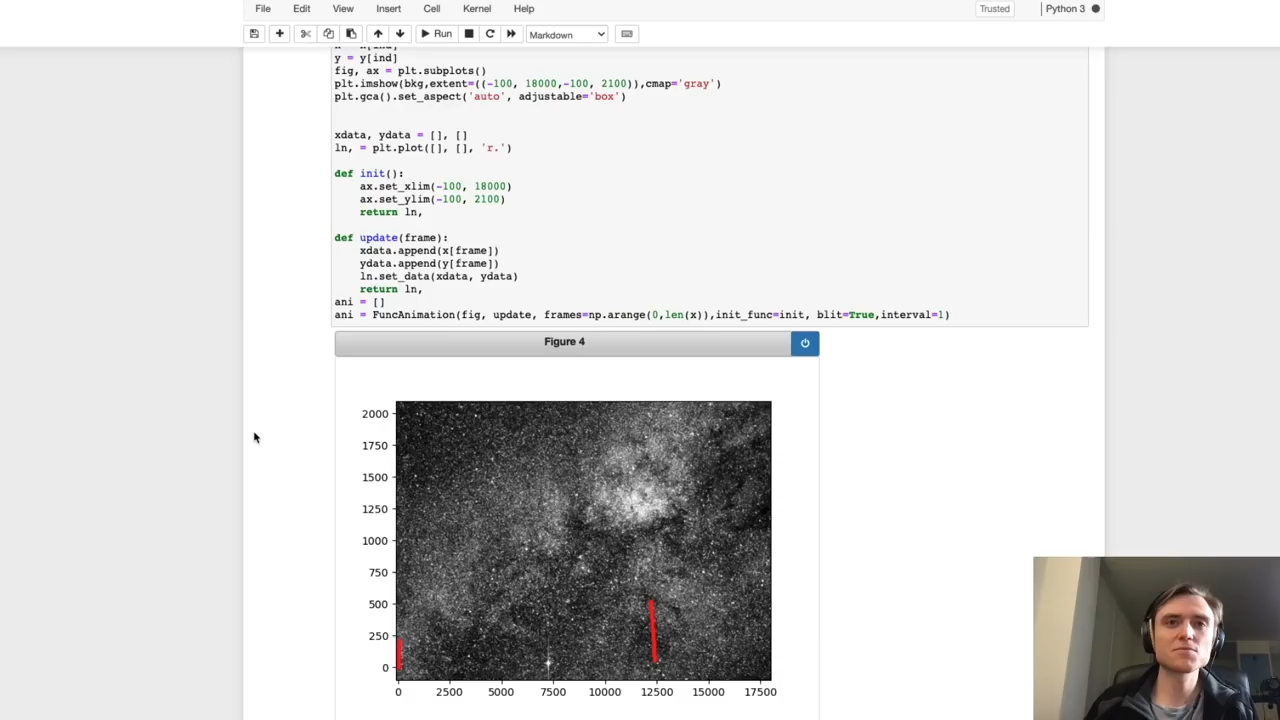 File Edit View Insert Cell Kernel Help Trusted Python 3
Run Markdown
y = y[ind]
fig, ax = plt.subplots()
plt.imshow(bkg,extent=((-100, 18000,-100, 2100)),cmap='gray')
plt.gca().set_aspect('auto', adjustable='box')
xdata, ydata = [], []
ln, = plt.plot([], [], 'r.')
def init():
    ax.set_xlim(-100, 18000)
    ax.set_ylim(-100, 2100)
    return ln,
def update(frame):
    xdata.append(x[frame])
    ydata.append(y[frame])
    ln.set_data(xdata, ydata)
    return ln,
ani = []
ani = FuncAnimation(fig, update, frames=np.arange(0,len(x)),init_func=init, blit=True,interval=1)
Figure 4
2000
1750
1500
1250
1000
750
500
250
0
0 2500 5000 7500 10000 12500 15000 17500